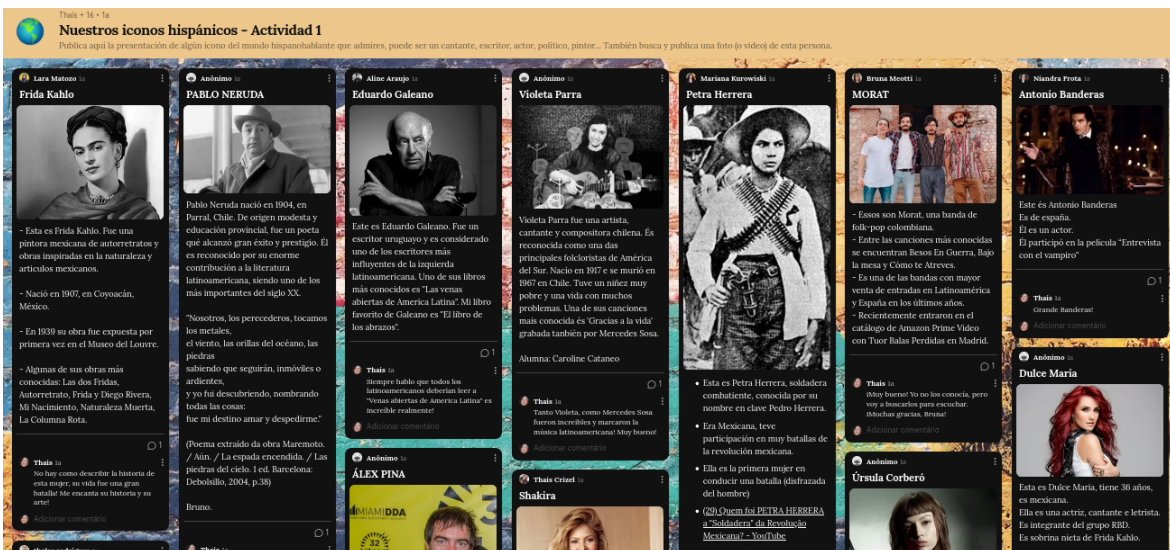 Thaís + 16 • 1a
Nuestros iconos hispánicos - Actividad 1
Publica aquí la presentación de algún icono del mundo hispanohablante que admires, puede ser un cantante, escritor, actor, político, pintor... También busca y publica una foto (o video) de esta persona.
Lara Matozo 1a
Frida Kahlo
- Esta es Frida Kahlo. Fue una
pintora mexicana de autorretratos y
obras inspiradas en la naturaleza y
artículos mexicanos.
- Nació en 1907, en Coyoacán,
México.
- En 1939 su obra fue expuesta por
primera vez en el Museo del Louvre.
- Algunas de sus obras más
conocidas: Las dos Fridas,
Autorretrato, Frida y Diego Rivera,
Mi Nacimiento, Naturaleza Muerta,
La Columna Rota.
1
Thaís 1a
No hay como describir la historia de
esta mujer, su vida fue una gran
batalla! Me encanta su historia y su
arte!
Adicionar comentário
Anônimo 1a
PABLO NERUDA
Pablo Neruda nació en 1904, en
Parral, Chile. De origen modesta y
educación provincial, fue un poeta
qué alcanzó gran éxito y prestigio. Él
es reconocido por su enorme
contribución a la literatura
latinoamericana, siendo uno de los
más importantes del siglo XX.
"Nosotros, los perecederos, tocamos
los metales,
el viento, las orillas del océano, las
piedras
sabiendo que seguirán, inmóviles o
ardientes,
y yo fui descubriendo, nombrando
todas las cosas:
fue mi destino amar y despedirme."
(Poema extraído da obra Maremoto.
/ Aún. / La espada encendida. / Las
piedras del cielo. 1 ed. Barcelona:
Debolsillo, 2004, p.38)
Bruno.
1
Thaís 1a
Aline Araujo 1a
Eduardo Galeano
Este es Eduardo Galeano. Fue un
escritor uruguayo y es considerado
uno de los escritores más
influyentes de la izquierda
latinoamericana. Uno de sus libros
más conocidos es "Las venas
abiertas de America Latina". Mi libro
favorito de Galeano es "El libro de
los abrazos".
1
Thaís 1a
Siempre hablo que todos los
latinoamericanos deberían leer a
"Venas abiertas de America Latina" es
increíble realmente!
Adicionar comentário
Anônimo 1a
ÁLEX PINA
MIAMIDDA
32
Anônimo 1a
Violeta Parra
Violeta Parra fue una artista,
cantante y compositora chilena. És
reconocida como una das
principales folcloristas de América
del Sur. Nacio en 1917 e se murió en
1967 en Chile. Tuve un niñez muy
pobre y una vida con muchos
problemas. Una de sus canciones
mais conocida és 'Gracias a la vida'
grabada también por Mercedes Sosa.
Alumna: Caroline Cataneo
1
Thaís 1a
Tanto Violeta, como Mercedes Sosa
fueron increíbles y marcaron la
música latinoamericana! Muy bueno!
Adicionar comentário
Thais Crizel 1a
Shakira
Mariana Kurowiski 1a
Petra Herrera
• Esta es Petra Herrera, soldadera
combatiente, conocida por su
nombre en clave Pedro Herrera.
• Era Mexicana, teve
participación en muy batallas de
la revolución mexicana.
• Ella es la primera mujer en
conducir una batalla (disfrazada
del hombre)
• (29) Quem foi PETRA HERRERA
a "Soldadera" da Revolução
Mexicana? - YouTube
Bruna Meotti 1a
MORAT
- Essos son Morat, una banda de
folk-pop colombiana.
- Entre las canciones más conocidas
se encuentran Besos En Guerra, Bajo
la mesa y Cómo te Atreves.
- Es una de las bandas con mayor
venta de entradas en Latinoamérica
y España en los últimos años.
- Recientemente entraron en el
catálogo de Amazon Prime Video
con Tuor Balas Perdidas en Madrid.
1
Thaís 1a
¡Muy bueno! Yo no los conocía, pero
voy a buscarlos para escuchar.
¡Muchas gracias, Bruna!
Adicionar comentário
Anônimo 1a
Úrsula Corberó
Niandra Prota 1a
Antonio Banderas
Este és Antonio Banderas
Es de españa.
Él es un actor.
Él participó en la película "Entrevista
con el vampiro"
1
Thaís 1a
Grande Banderas!
Adicionar comentário
Anônimo 1a
Dulce Maria
Esta es Dulce Maria, tiene 36 años,
es mexicana.
Ella es una actriz, cantante e letrista.
Es integrante del grupo RBD.
Es sobrina nieta de Frida Kahlo.